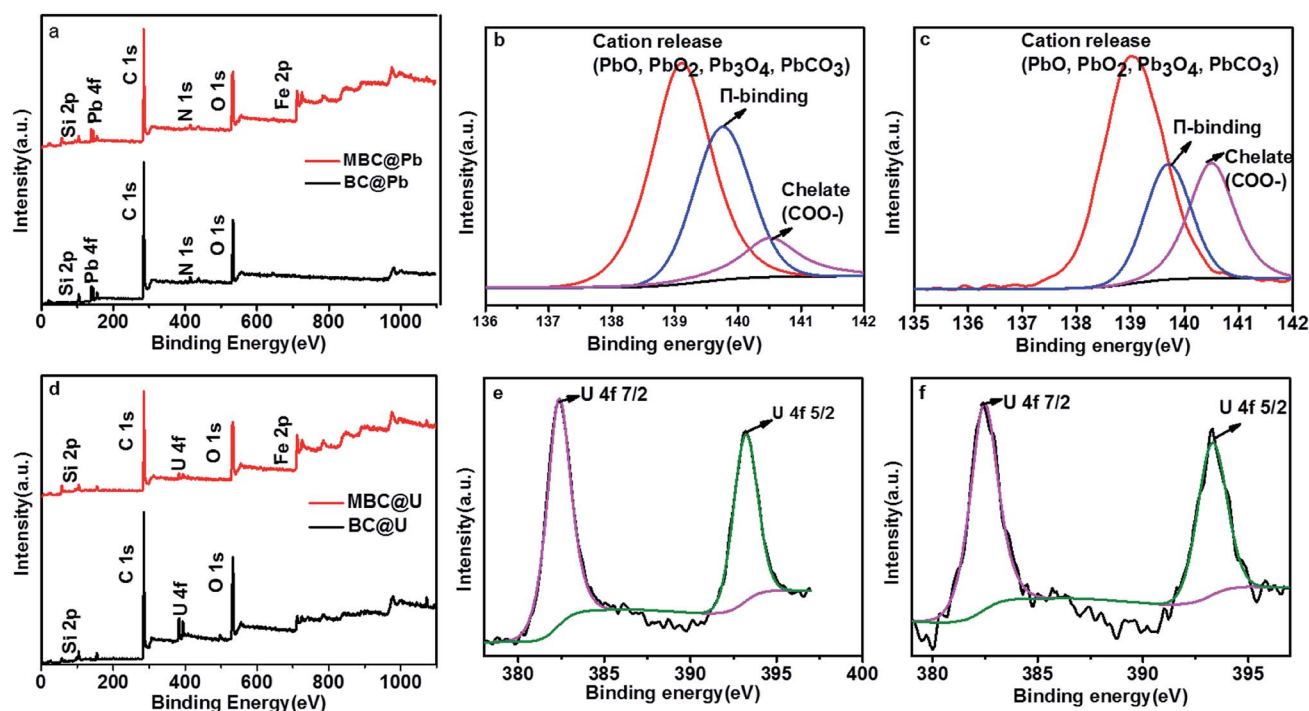 a
Si 2p
Pb 4f
C 1s
N 1s
O 1s
Fe 2p
MBC@Pb
BC@Pb
Si 2p
Pb 4f
C 1s
N 1s
O 1s
Intensity(a.u.)
0 200 400 600 800 1000
Binding Energy(eV)
b
Cation release
(PbO, PbO₂, Pb₃O₄, PbCO₃)
Π-binding
Chelate
(COO-)
Intensity(a.u.)
136 137 138 139 140 141 142
Binding energy(eV)
c
Cation release
(PbO, PbO₂, Pb₃O₄, PbCO₃)
Π-binding
Chelate
(COO-)
Intensity(a.u.)
135 136 137 138 139 140 141 142
Binding energy(eV)
d
Si 2p
C 1s
U 4f
O 1s
Fe 2p
MBC@U
BC@U
Si 2p
C 1s
U 4f
O 1s
Intensity(a.u.)
0 200 400 600 800 1000
Binding Energy(eV)
e
U 4f 7/2
U 4f 5/2
Intensity(a.u.)
380 385 390 395 400
Binding energy(eV)
f
U 4f 7/2
U 4f 5/2
Intensity(a.u.)
380 385 390 395
Binding energy(eV)